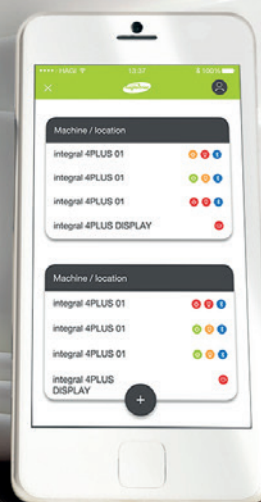 HAGI 13:37 100%
Machine / location
integral 4PLUS 01
integral 4PLUS 01
integral 4PLUS 01
integral 4PLUS DISPLAY
Machine / location
integral 4PLUS 01
integral 4PLUS 01
integral 4PLUS 01
integral 4PLUS
DISPLAY